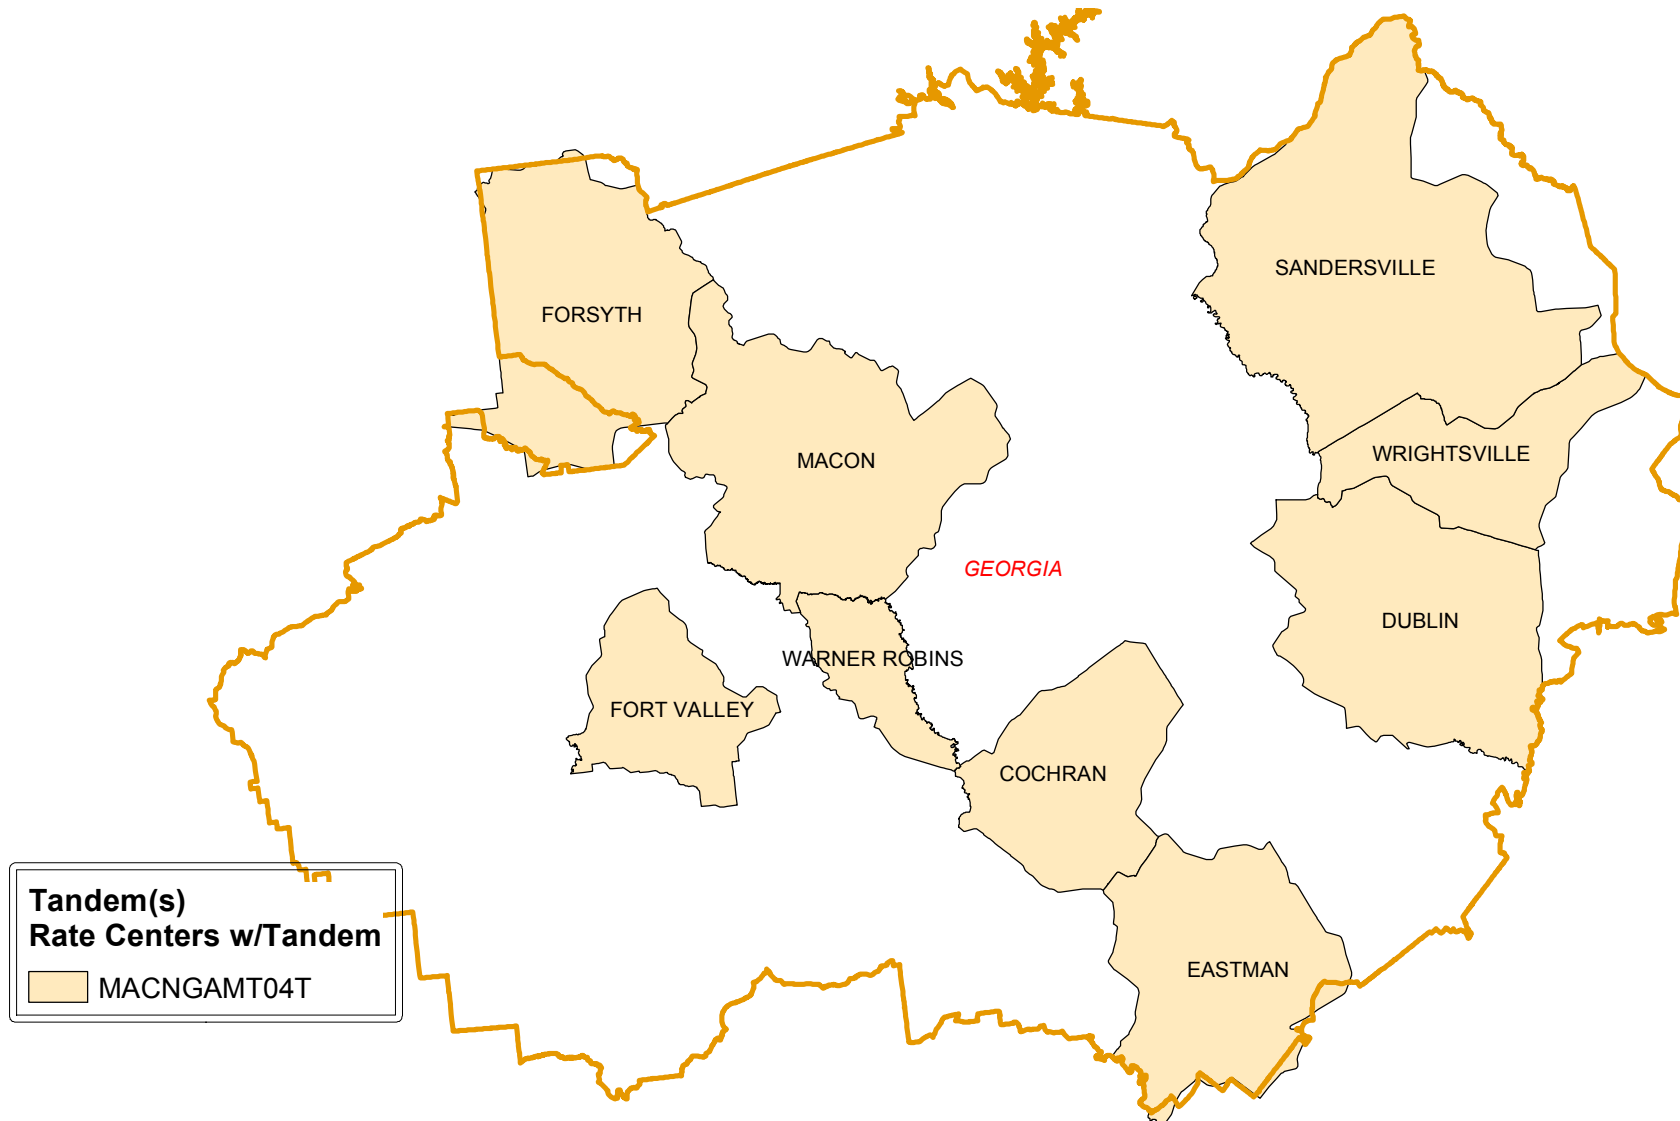 SANDERSVILLE
FORSYTH
WRIGHTSVILLE
MACON
GEORGIA
DUBLIN
WARNER ROBINS
FORT VALLEY
COCHRAN
EASTMAN
Tandem(s)
Rate Centers w/Tandem
MACNGAMT04T